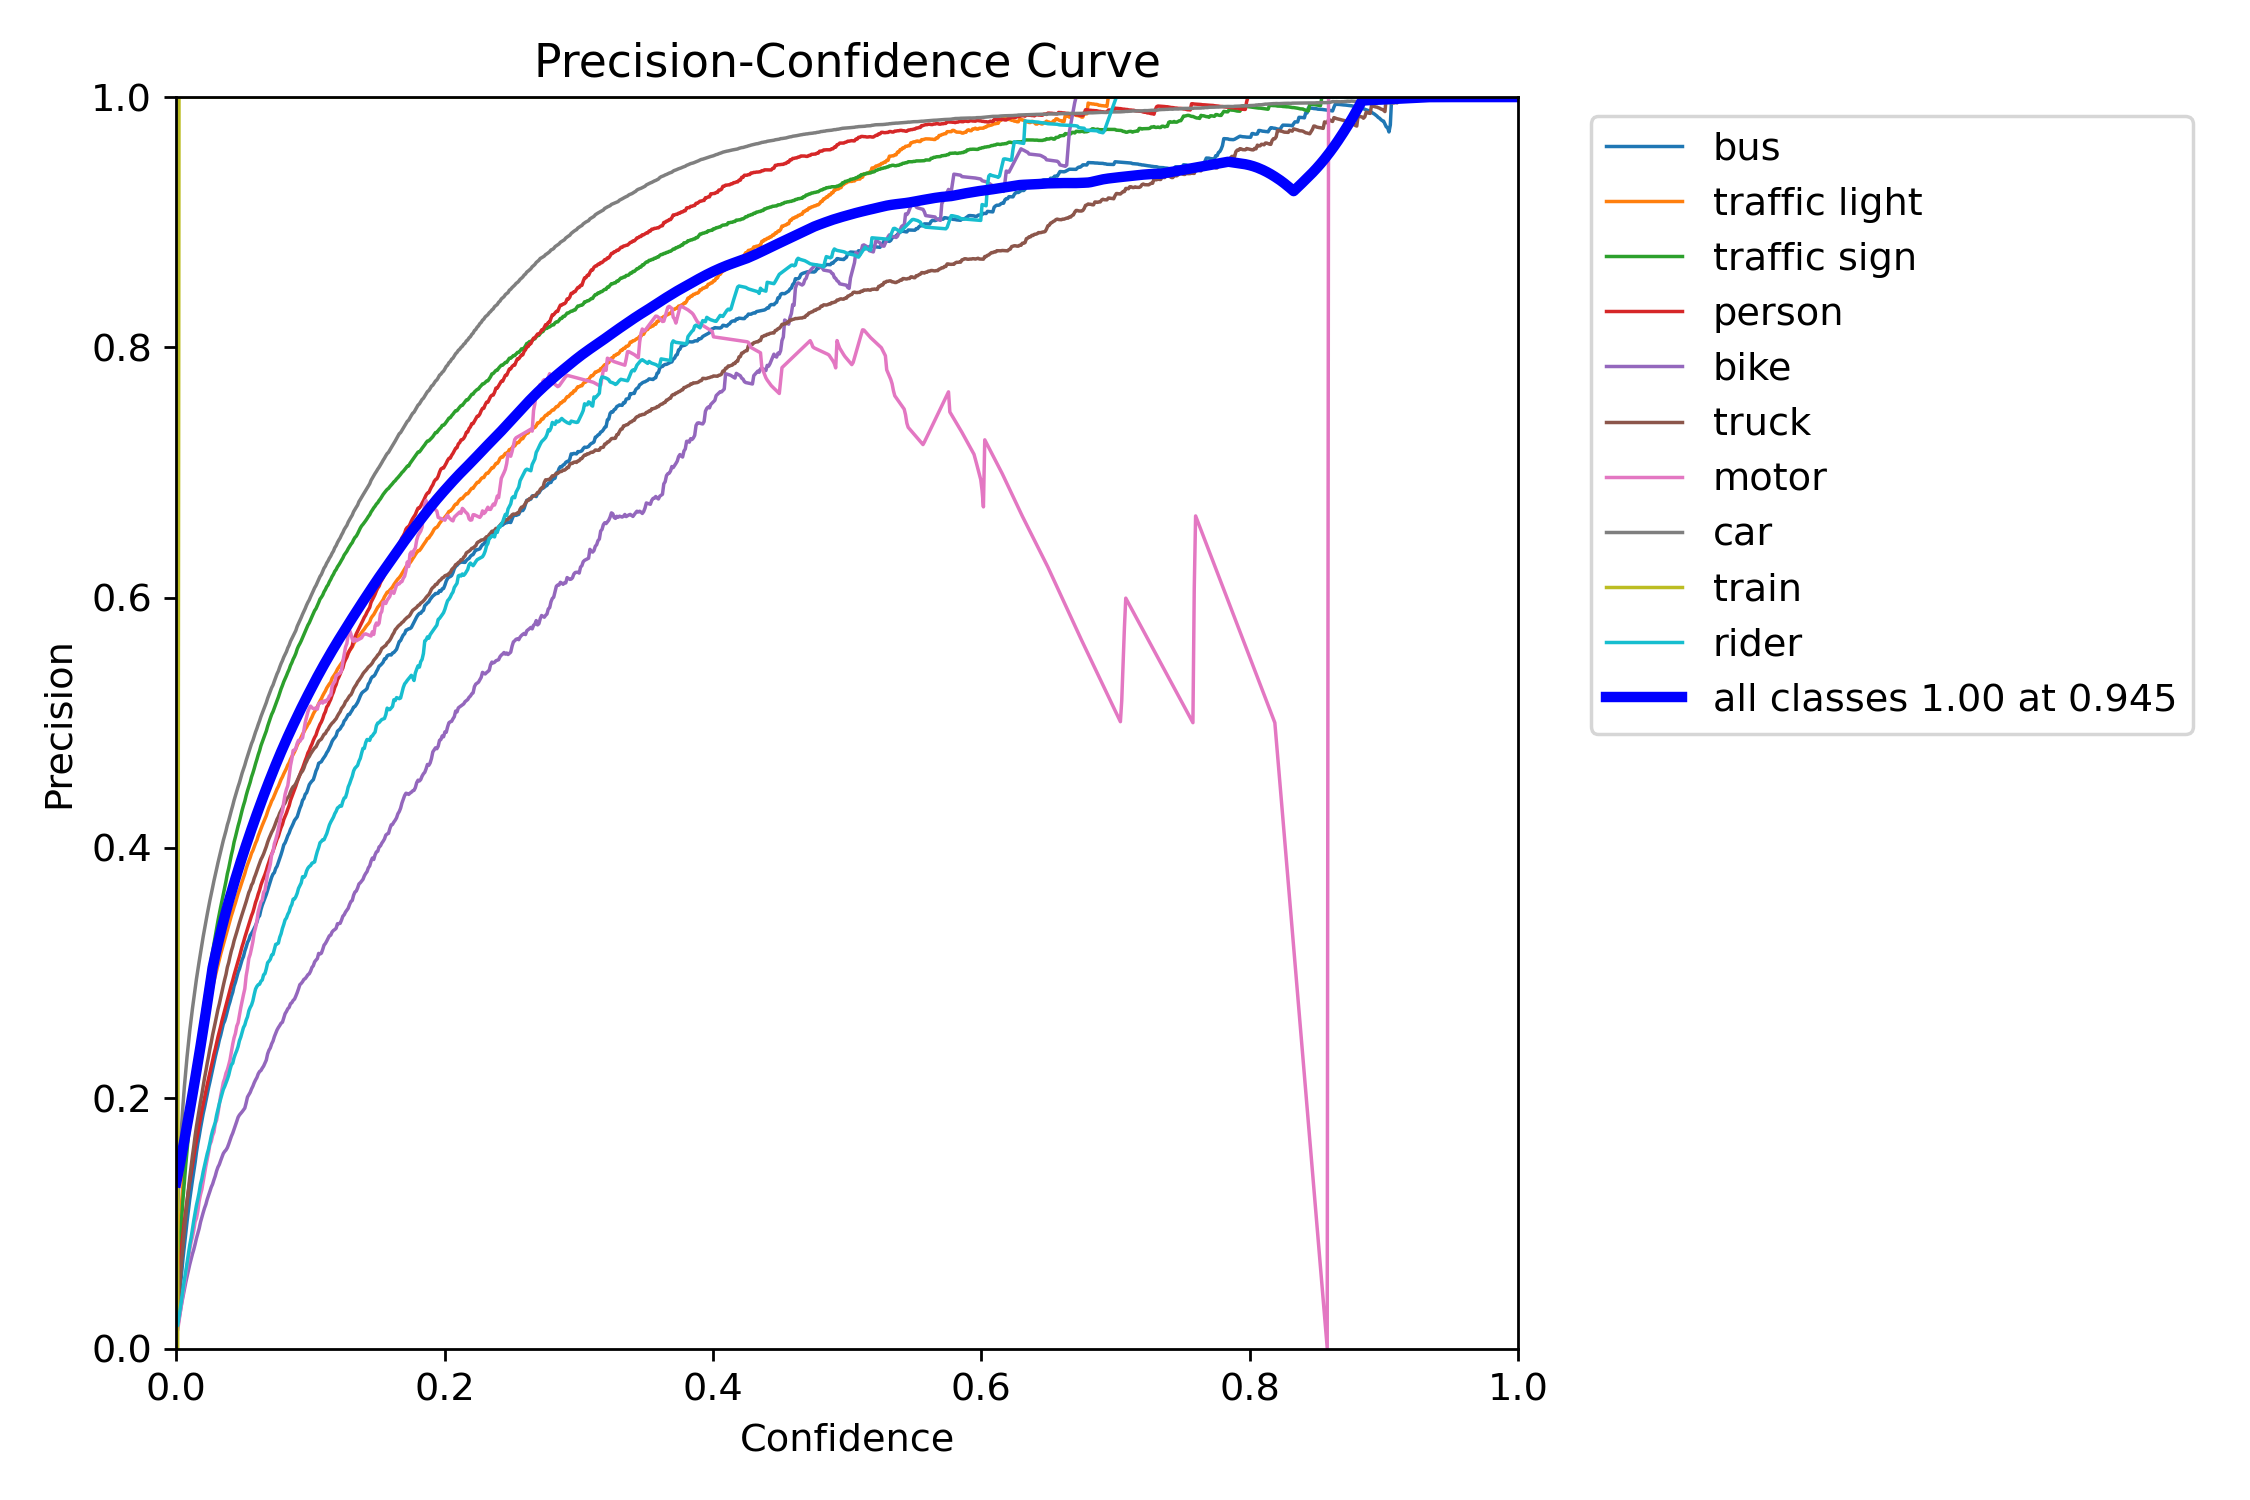 Precision-Confidence Curve
1.0
0.8
0.6
0.4
0.2
0.0
Precision
0.0 0.2 0.4 0.6 0.8 1.0
Confidence
bus
traffic light
traffic sign
person
bike
truck
motor
car
train
rider
all classes 1.00 at 0.945